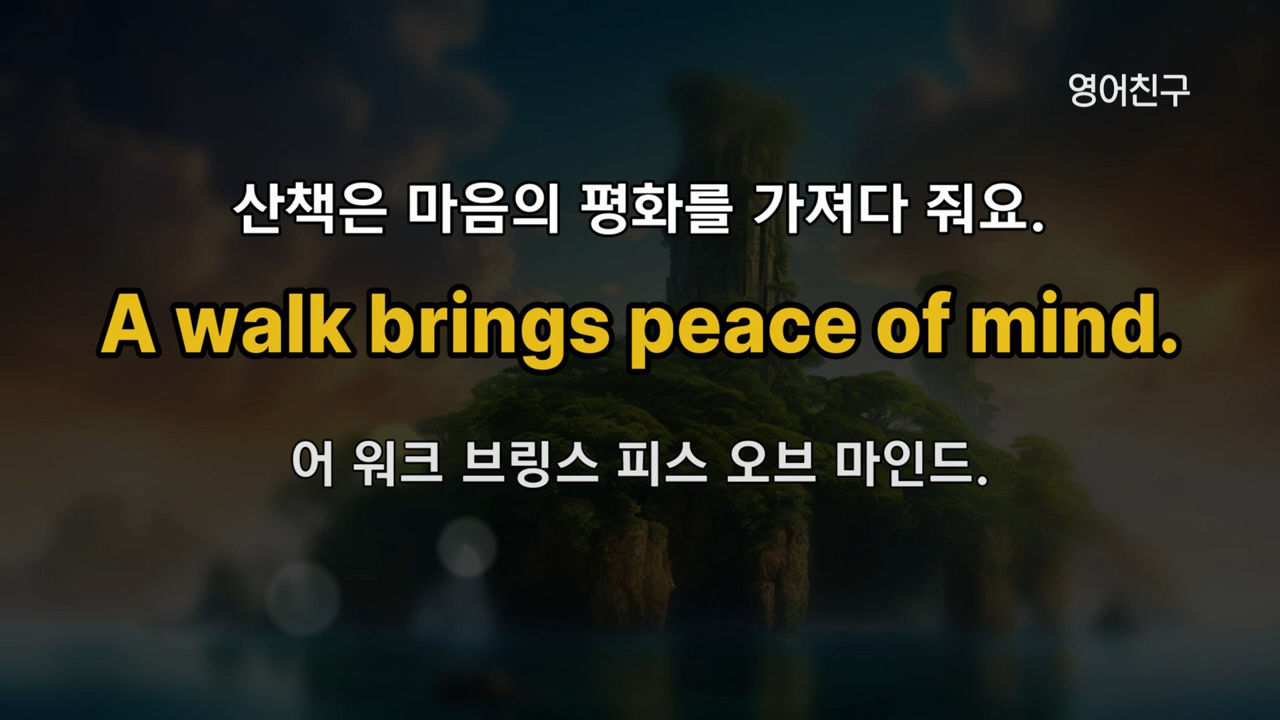 영어친구
산책은 마음의 평화를 가져다 줘요.
A walk brings peace of mind.
어 워크 브링스 피스 오브 마인드.